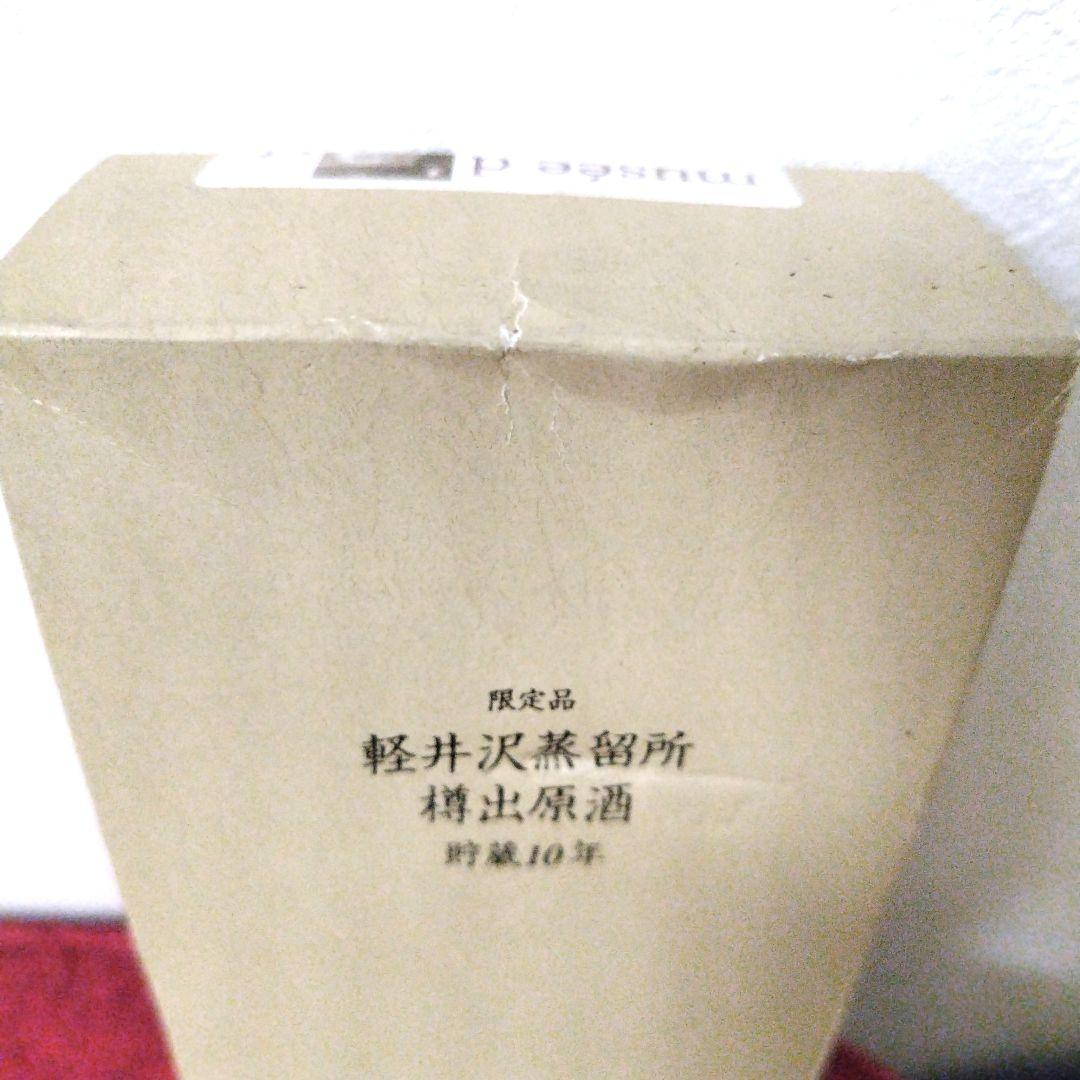 musée d
限定品
軽井沢蒸留所
樽出原酒
貯蔵10年